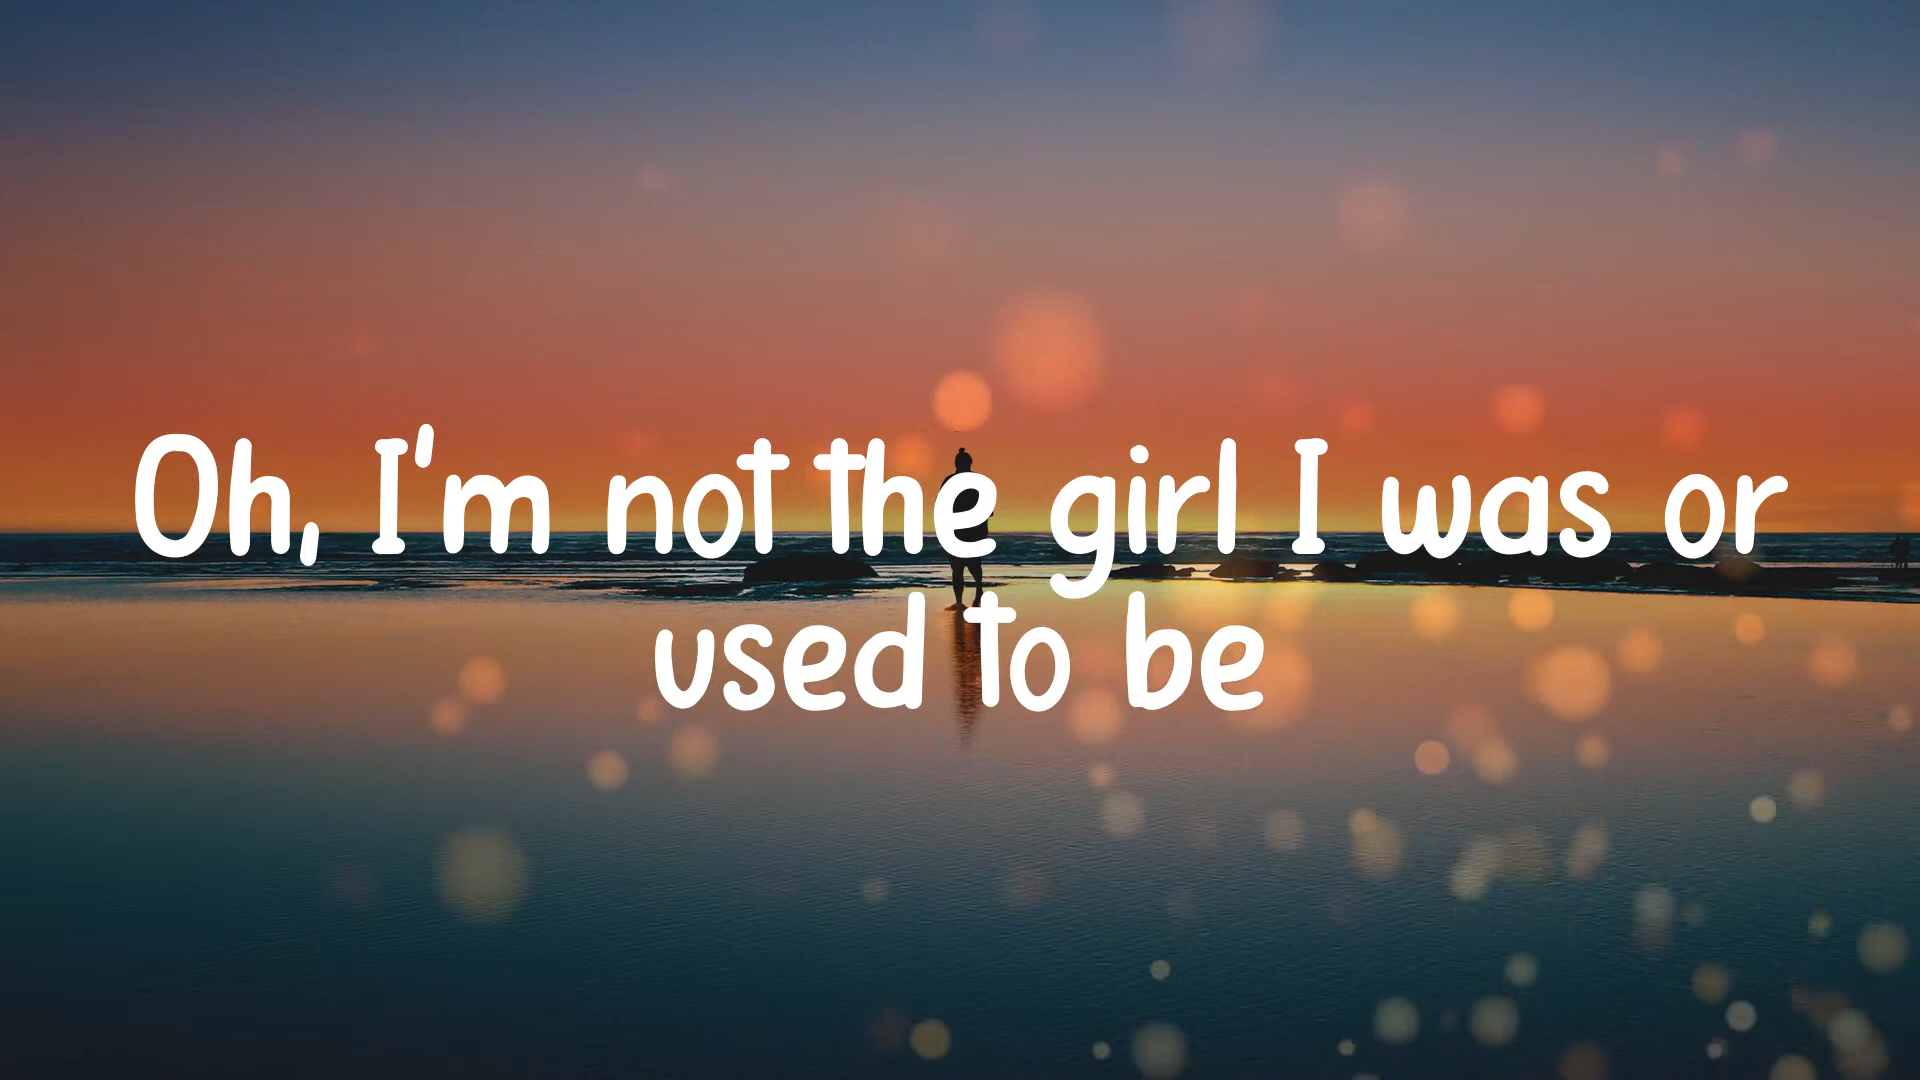 Oh, I'm not the girl I was or
used to be